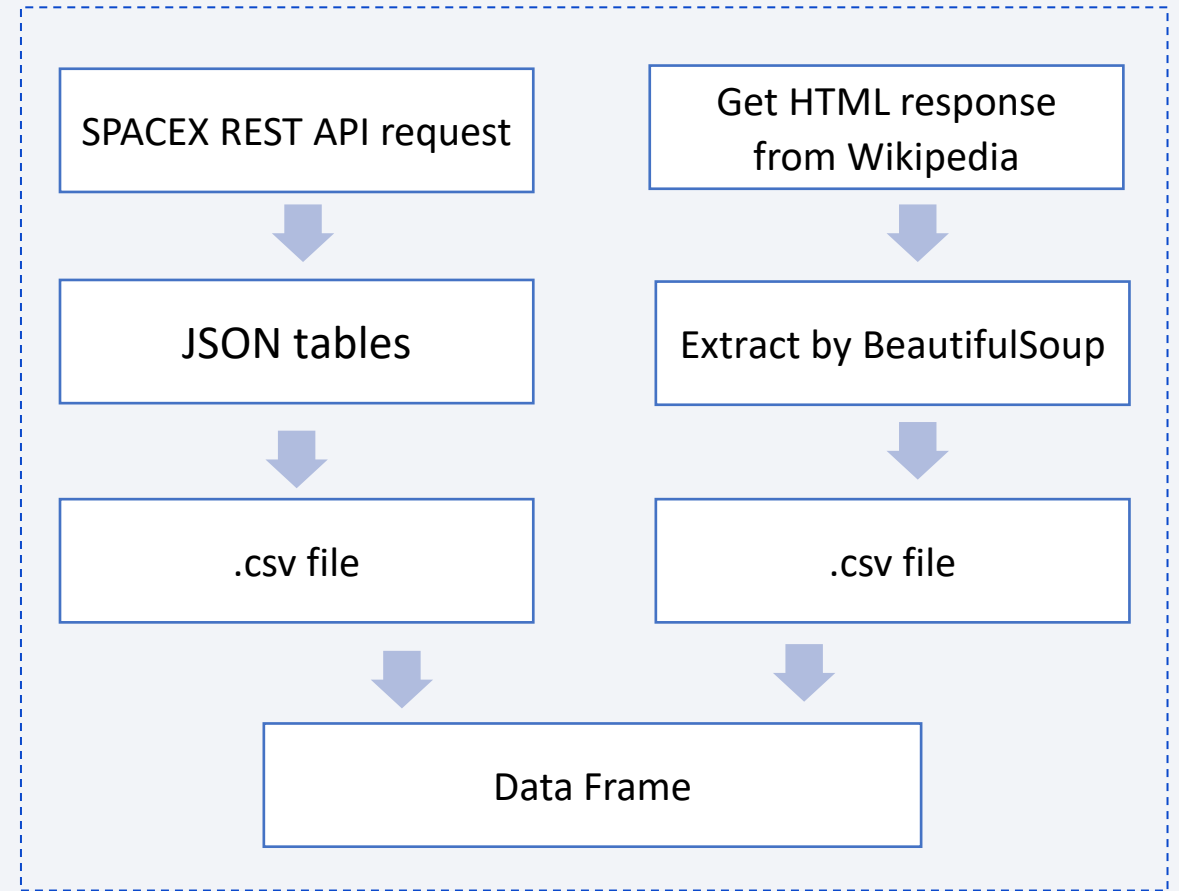 SPACEX REST API request
Get HTML response
from Wikipedia
JSON tables
Extract by BeautifulSoup
.csv file
.csv file
Data Frame